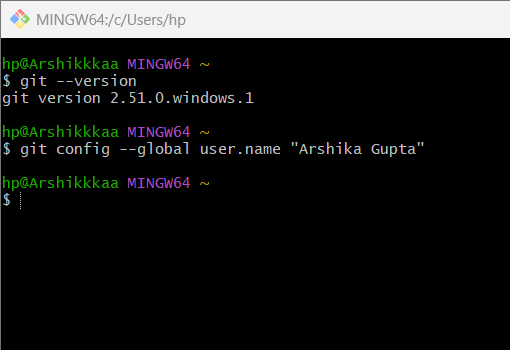 MINGW64:/c/Users/hp
hp@Arshikkkaa MINGW64 ~
$ git --version
git version 2.51.0.windows.1
hp@Arshikkkaa MINGW64 ~
$ git config --global user.name "Arshika Gupta"
hp@Arshikkkaa MINGW64 ~
$